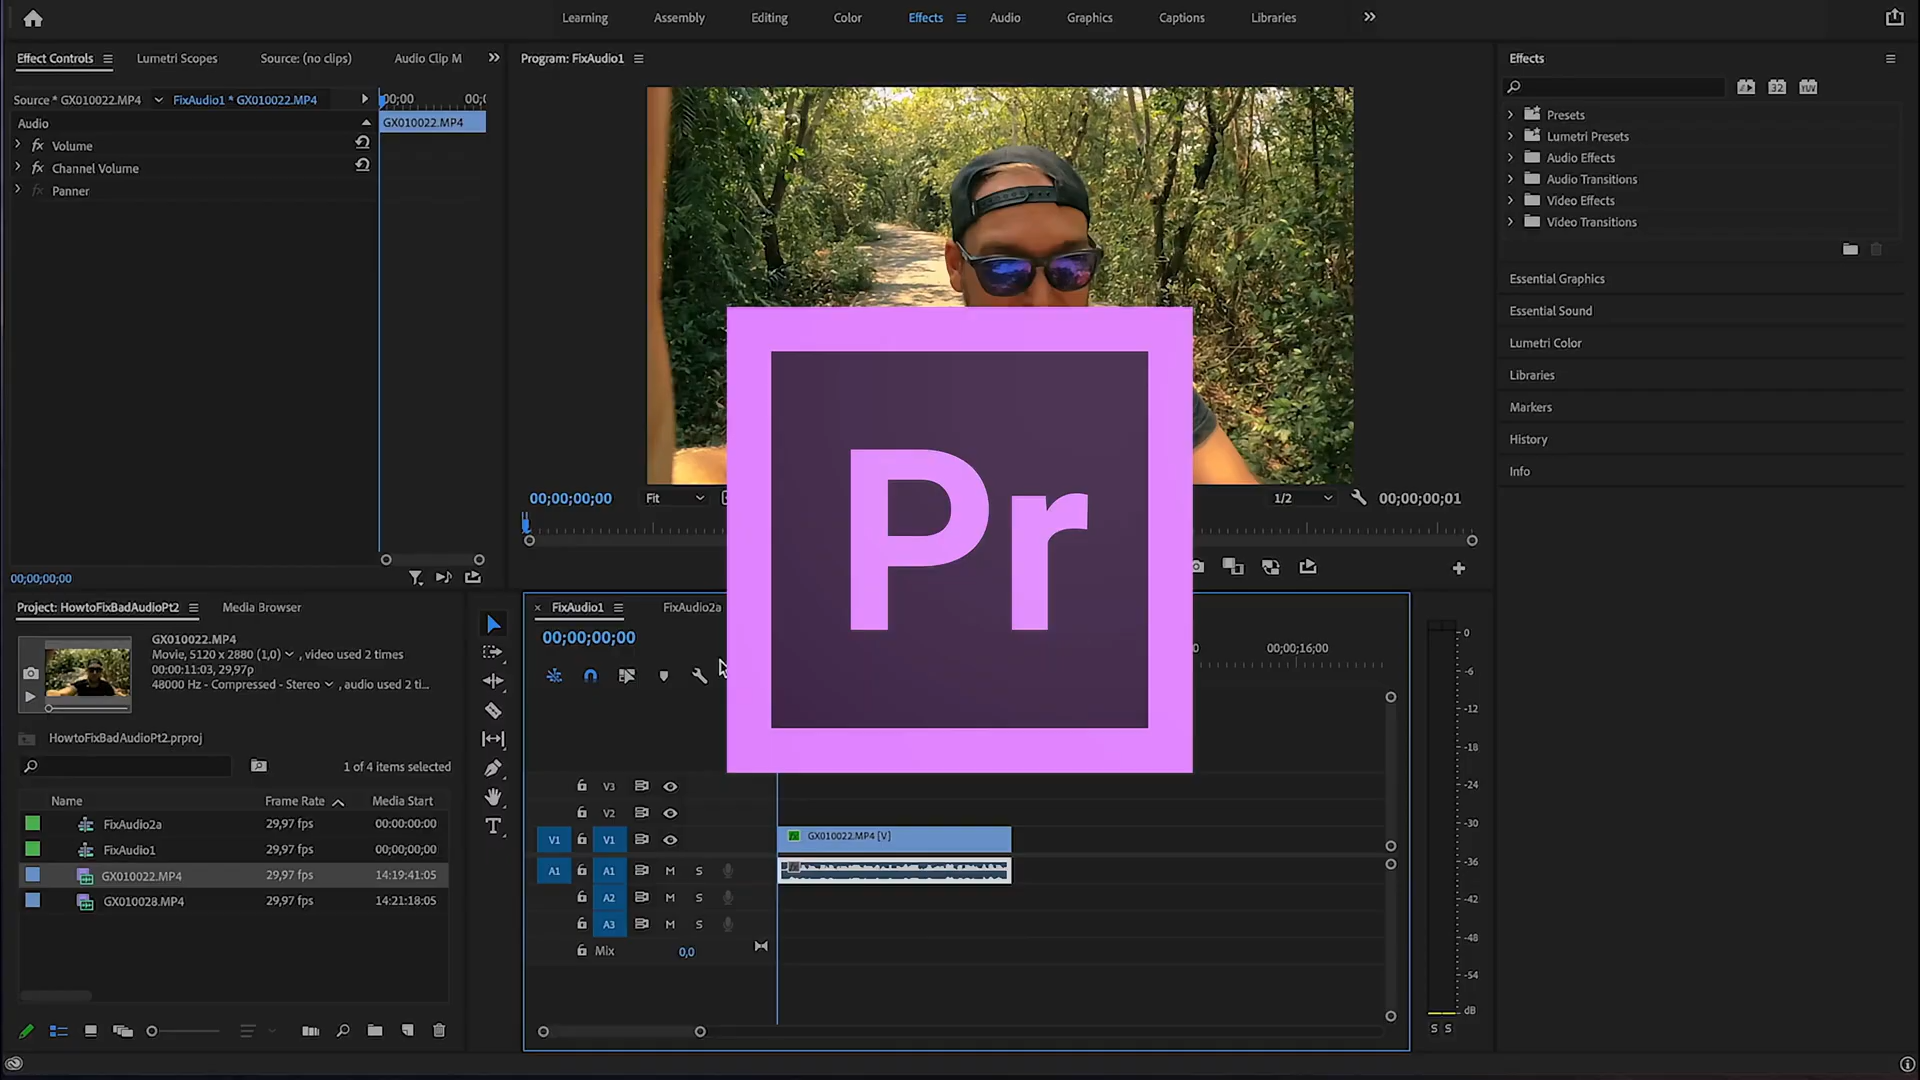 Learning Assembly Editing Color Effects Audio Graphics Captions Libraries
Effect Controls Lumetri Scopes Source: (no clips) Audio Clip M
Source * GX010022.MP4 FixAudio1 * GX010022.MP4
00;00 00;(
Audio
GX010022.MP4
Volume
Channel Volume
Panner
00;00;00;00
Program: FixAudio1
00;00;00;00 Fit 1/2 00;00;00;01
Pr
Effects
32 YUV
Presets
Lumetri Presets
Audio Effects
Audio Transitions
Video Effects
Video Transitions
Essential Graphics
Essential Sound
Lumetri Color
Libraries
Markers
History
Info
Project: HowtoFixBadAudioPt2 Media Browser
GX010022.MP4
Movie, 5120 x 2880 (1,0) , video used 2 times
00:00:11:03, 29,97p
48000 Hz - Compressed - Stereo , audio used 2 ti...
HowtoFixBadAudioPt2.prproj
1 of 4 items selected
Name Frame Rate Media Start
FixAudio2a 29,97 fps 00:00:00:00
FixAudio1 29,97 fps 00;00;00;00
GX010022.MP4 29,97 fps 14:19:41:05
GX010028.MP4 29,97 fps 14:21:18:05
T
× FixAudio1 FixAudio2a
00;00;00;00
0 00;00;16;00
V3
V2
V1 V1 fx GX010022.MP4 [V]
A1 A1 M S fx
A2 M S
A3 M S
Mix 0,0
0
-6
-12
-18
-24
-30
-36
-42
-48
-54
dB
S S